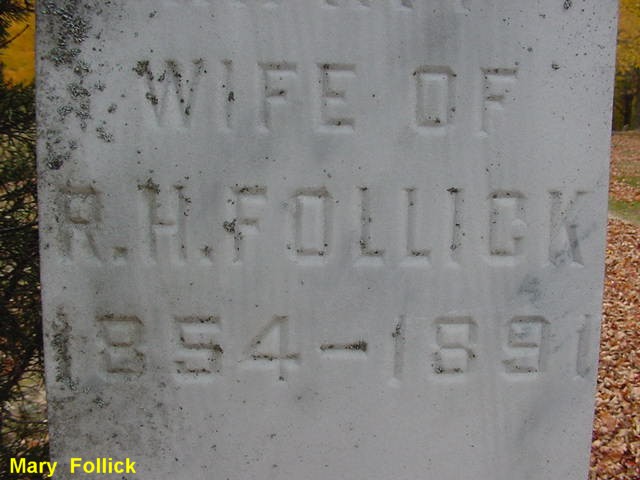 WIFE OF
R.H. FOLLICK
1854-1891
Mary Follick